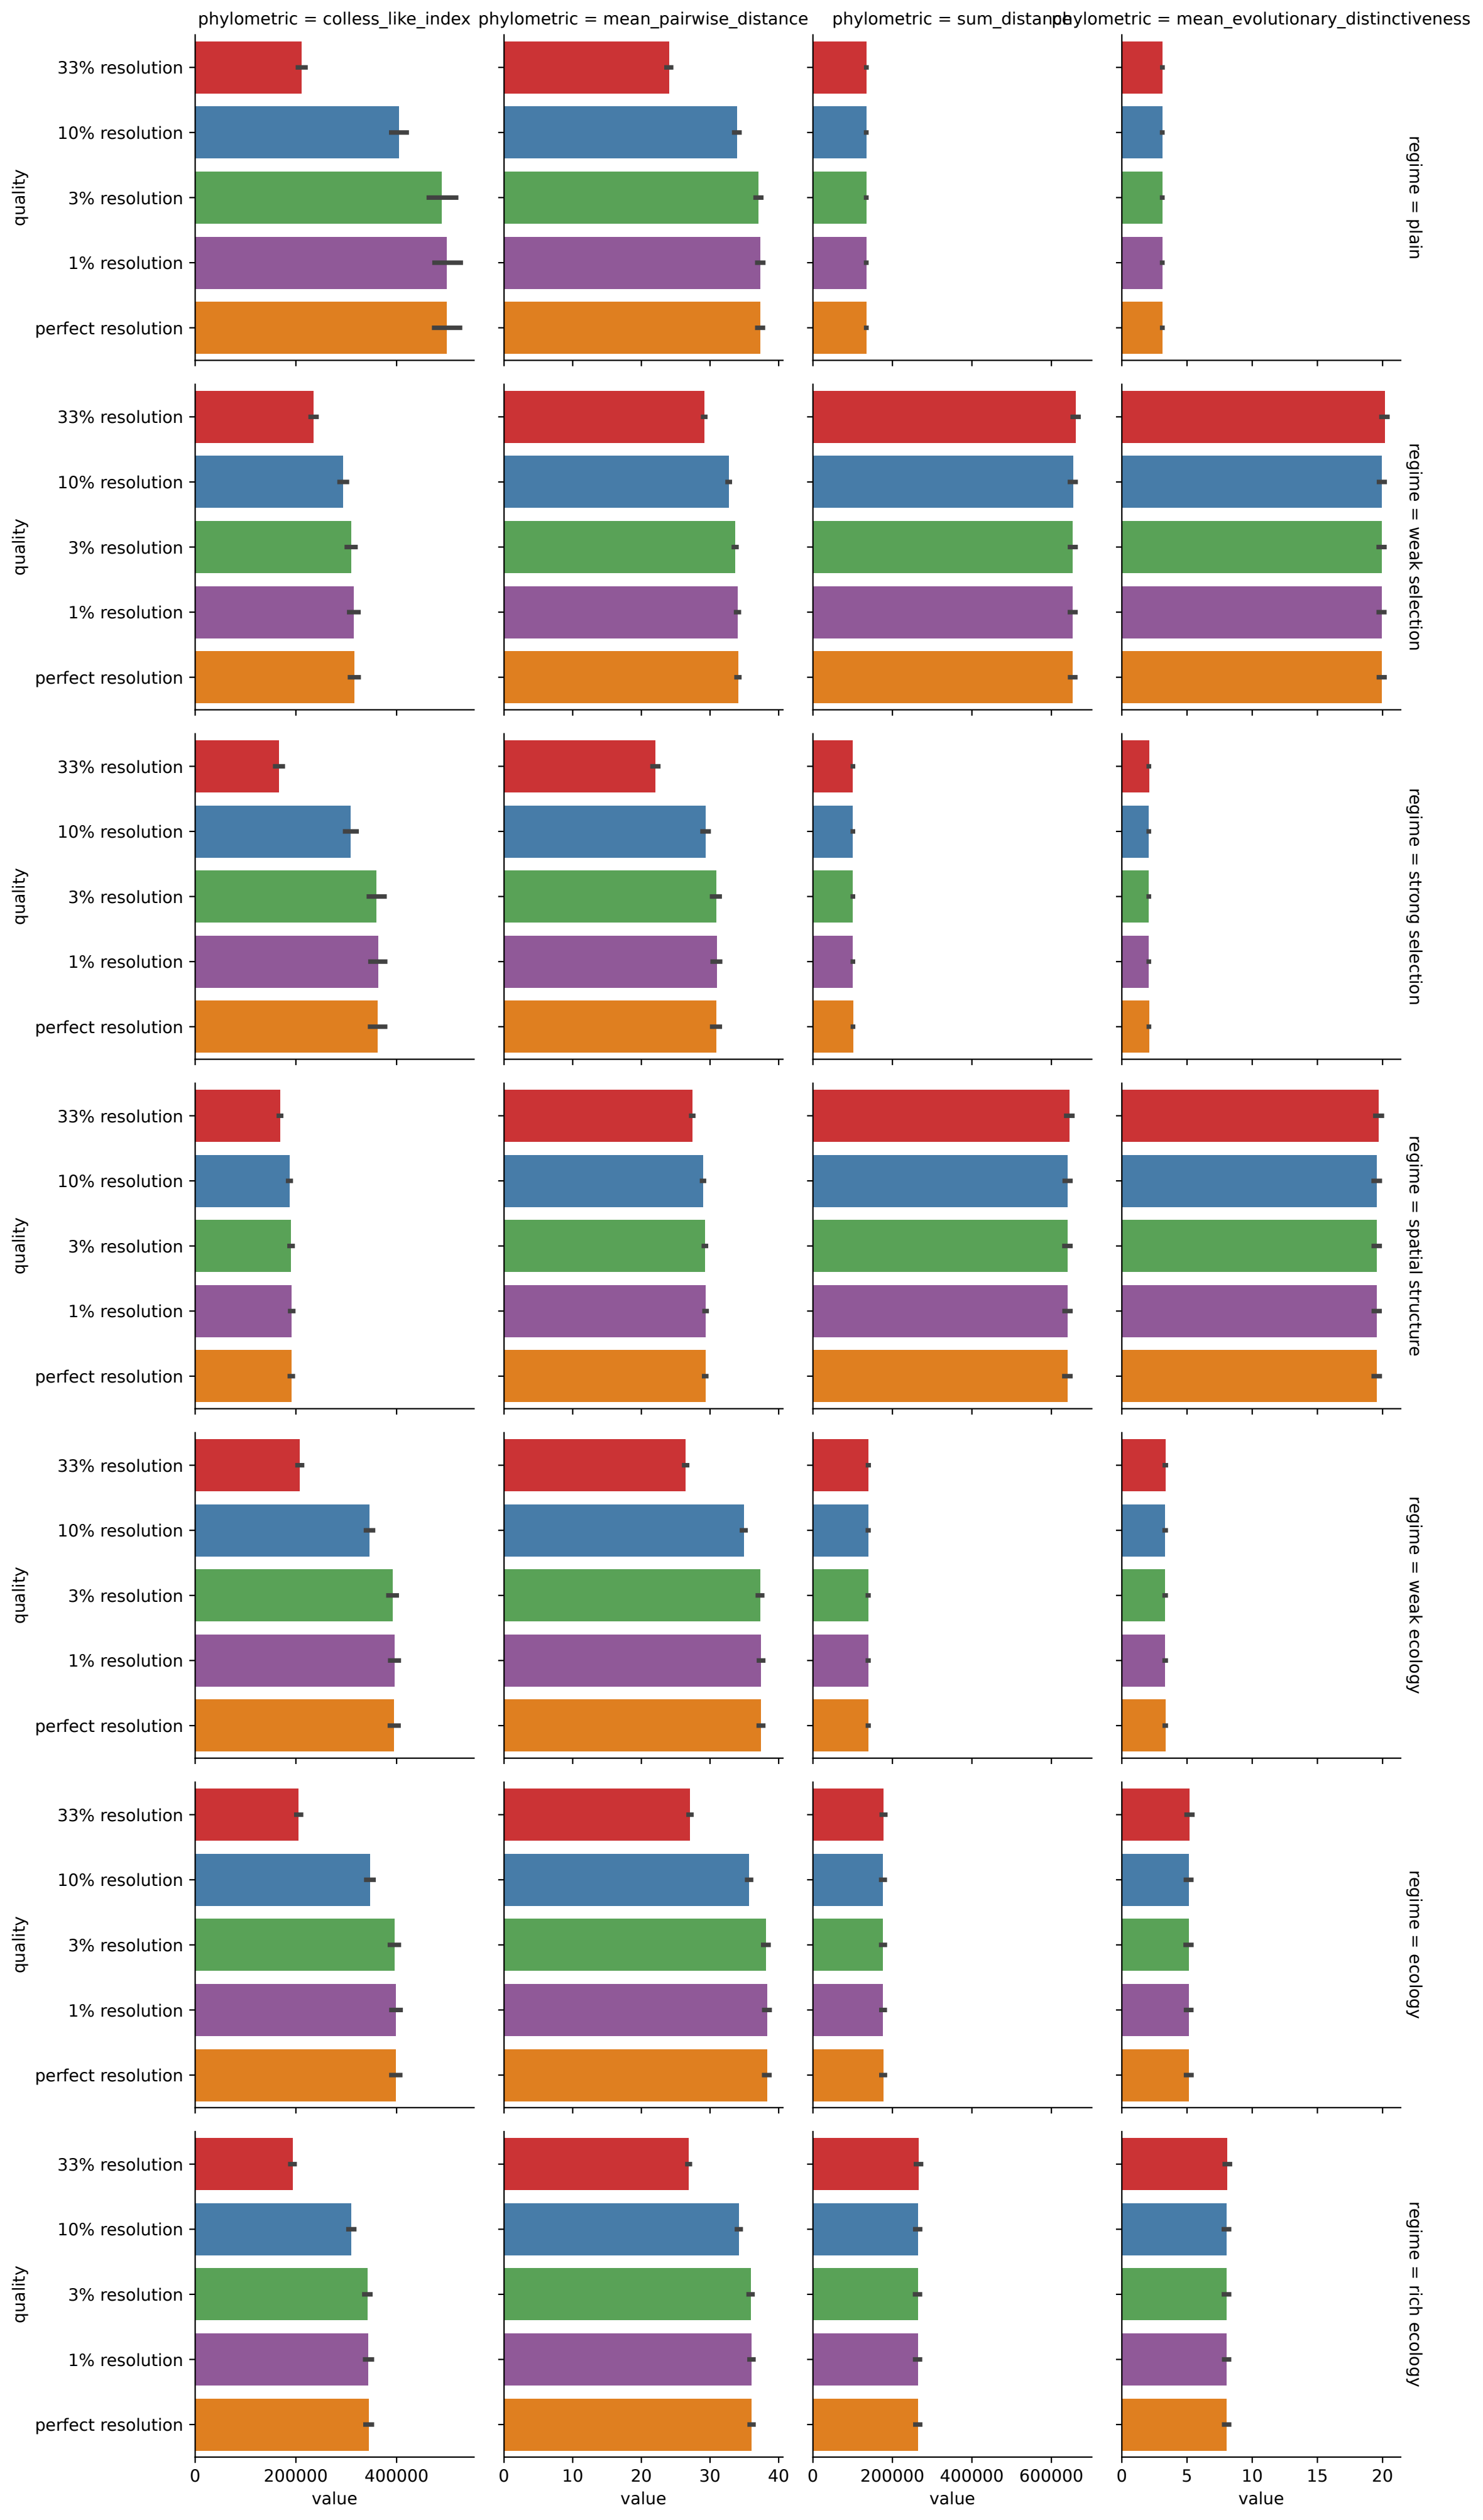 phylometric = colless_like_index
phylometric = mean_pairwise_distance
phylometric = sum_distance
phylometric = mean_evolutionary_distinctiveness
33% resolution
10% resolution
3% resolution
1% resolution
perfect resolution
quality
regime = plain
33% resolution
10% resolution
3% resolution
1% resolution
perfect resolution
quality
regime = weak selection
33% resolution
10% resolution
3% resolution
1% resolution
perfect resolution
quality
regime = strong selection
33% resolution
10% resolution
3% resolution
1% resolution
perfect resolution
quality
regime = spatial structure
33% resolution
10% resolution
3% resolution
1% resolution
perfect resolution
quality
regime = weak ecology
33% resolution
10% resolution
3% resolution
1% resolution
perfect resolution
quality
regime = ecology
33% resolution
10% resolution
3% resolution
1% resolution
perfect resolution
quality
regime = rich ecology
0 200000 400000
0 10 20 30 40
0 200000 400000 600000
0 5 10 15 20
value
value
value
value